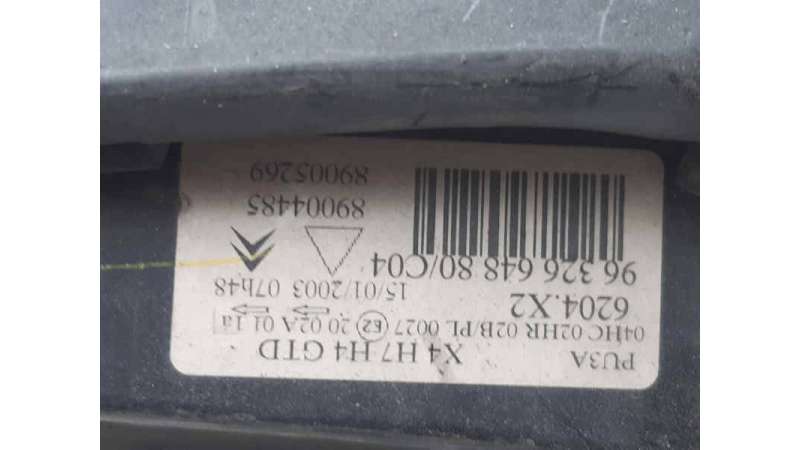 PU3A X4 H7 H4 GTD
04HC 02HR 02B/PL 0027 E2 20 02A 01 1a
6204.X2 15/01/2003 07h48
96 326 648 80/C04
89004485
89005269